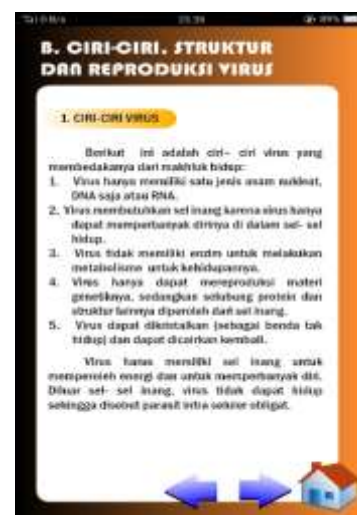 B. CIRI-CIRI, STRUKTUR
DAN REPRODUKSI VIRUS
1. CIRI-CIRI VIRUS
Berikut ini adalah ciri- ciri virus yang
membedakanya dari makhluk hidup:
1. Virus hanya memiliki satu jenis asam nukleat,
DNA saja atau RNA.
2. Virus membutuhkan sel inang karena virus hanya
dapat memperbanyak dirinya di dalam sel- sel
hidup.
3. Virus tidak memiliki enzim untuk melakukan
metabolisme untuk kehidupannya.
4. Virus hanya dapat mereproduksi materi
genetiknya, sedangkan selubung protein dan
struktur lainnya diperoleh dari sel inang.
5. Virus dapat dikristalkan (sebagai benda tak
hidup) dan dapat dicairkan kembali.
Virus harus memiliki sel inang untuk
memperoleh energi dan untuk memperbanyak diri.
Diluar sel- sel inang, virus tidak dapat hidup
sehingga disebut parasit intra seluler obligat.